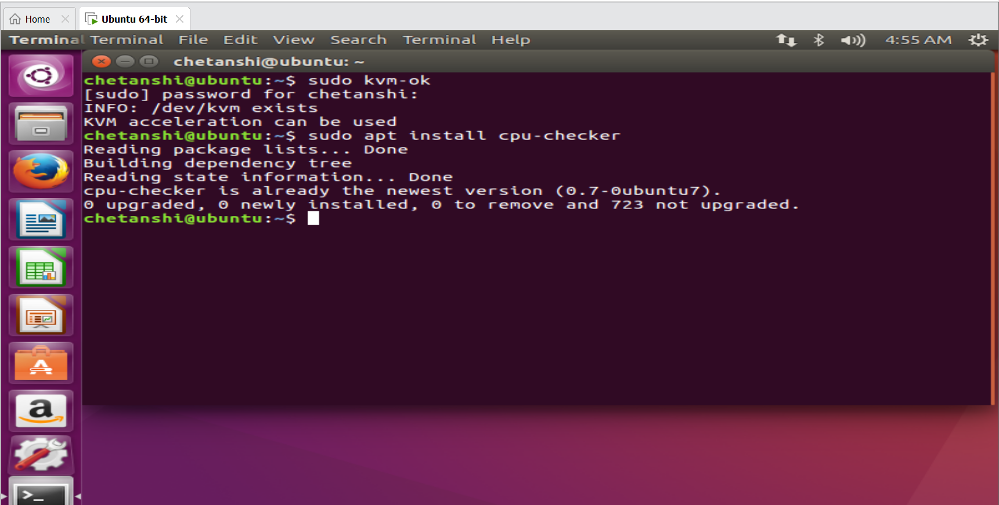 Home
Ubuntu 64-bit
Terminal Terminal File Edit View Search Terminal Help 4:55 AM
chetanshi@ubuntu: ~
chetanshi@ubuntu:~$ sudo kvm-ok
[sudo] password for chetanshi:
INFO: /dev/kvm exists
KVM acceleration can be used
chetanshi@ubuntu:~$ sudo apt install cpu-checker
Reading package lists... Done
Building dependency tree
Reading state information... Done
cpu-checker is already the newest version (0.7-0ubuntu7).
0 upgraded, 0 newly installed, 0 to remove and 723 not upgraded.
chetanshi@ubuntu:~$